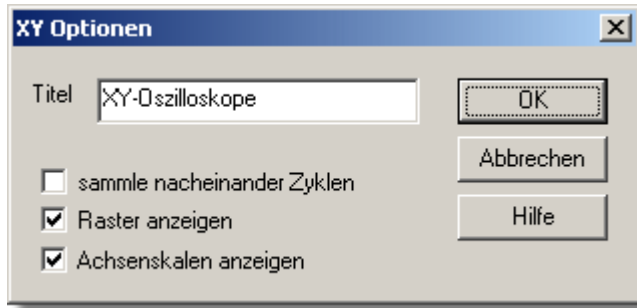 XY Optionen
Titel XY-Oszilloskope
OK
Abbrechen
sammle nacheinander Zyklen
Raster anzeigen
Hilfe
Achsenskalen anzeigen